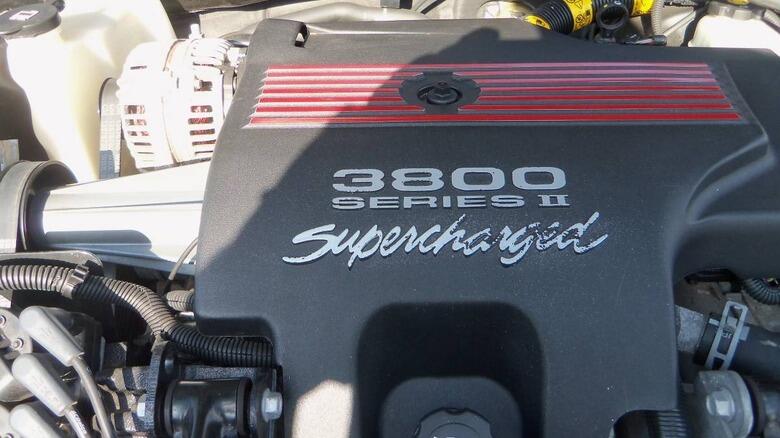 3800
SERIES II
Supercharged